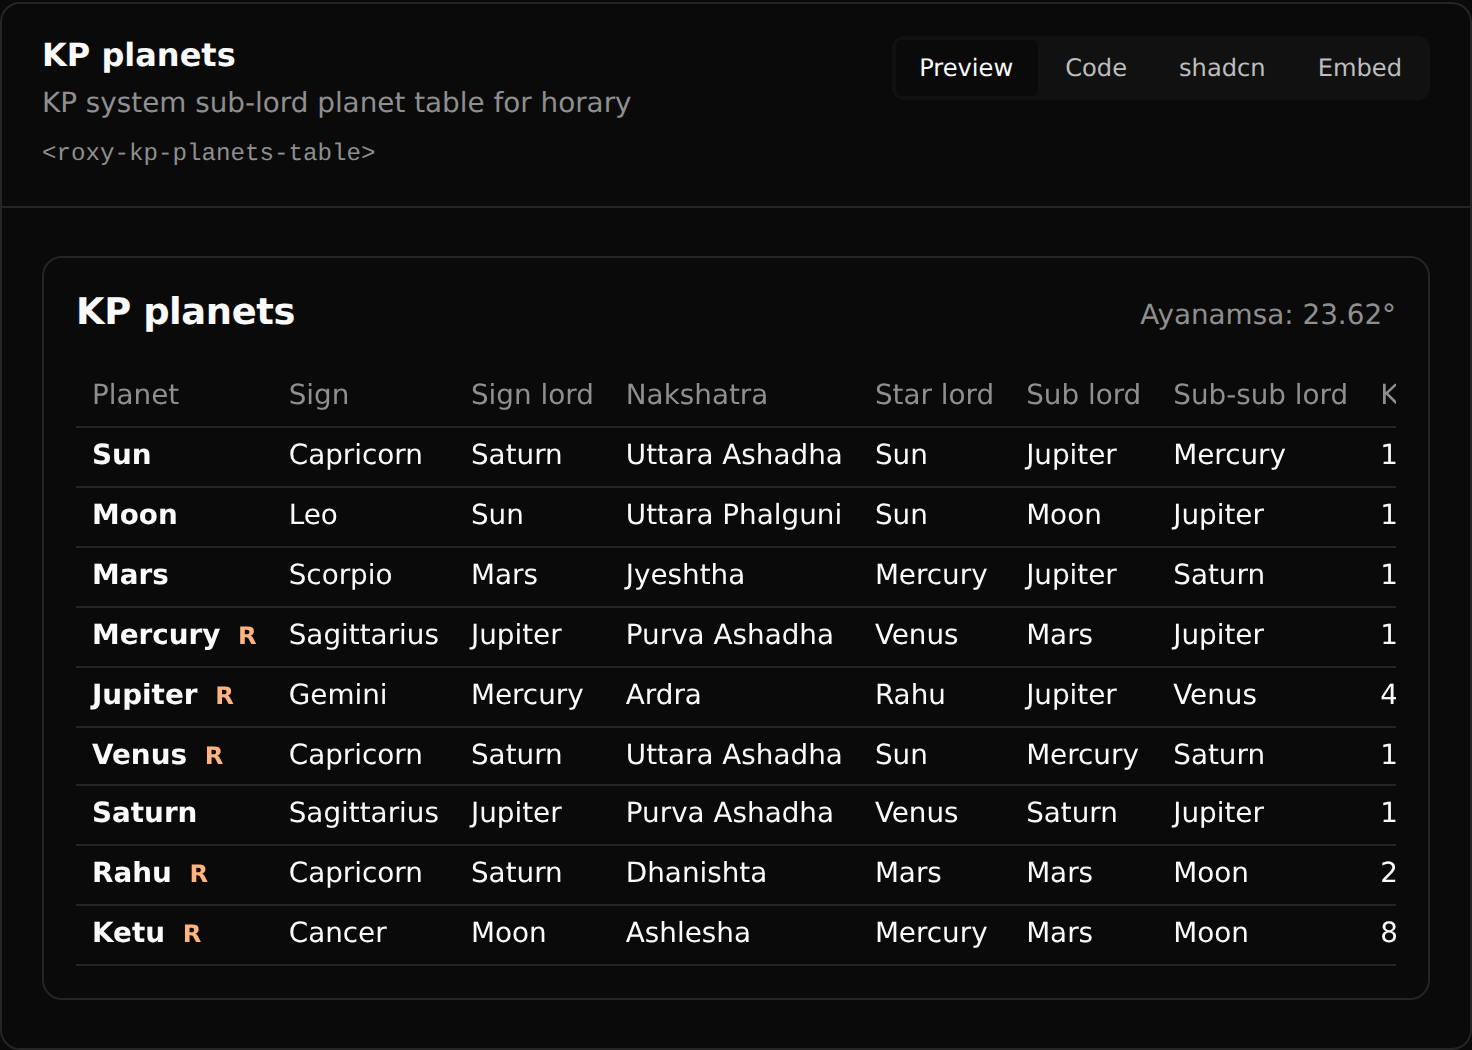 KP planets
Preview Code shadcn Embed
KP system sub-lord planet table for horary
<roxy-kp-planets-table>
KP planets
Ayanamsa: 23.62°
Planet Sign Sign lord Nakshatra Star lord Sub lord Sub-sub lord K
Sun Capricorn Saturn Uttara Ashadha Sun Jupiter Mercury 1
Moon Leo Sun Uttara Phalguni Sun Moon Jupiter 1
Mars Scorpio Mars Jyeshtha Mercury Jupiter Saturn 1
Mercury R Sagittarius Jupiter Purva Ashadha Venus Mars Jupiter 1
Jupiter R Gemini Mercury Ardra Rahu Jupiter Venus 4
Venus R Capricorn Saturn Uttara Ashadha Sun Mercury Saturn 1
Saturn Sagittarius Jupiter Purva Ashadha Venus Saturn Jupiter 1
Rahu R Capricorn Saturn Dhanishta Mars Mars Moon 2
Ketu R Cancer Moon Ashlesha Mercury Mars Moon 8